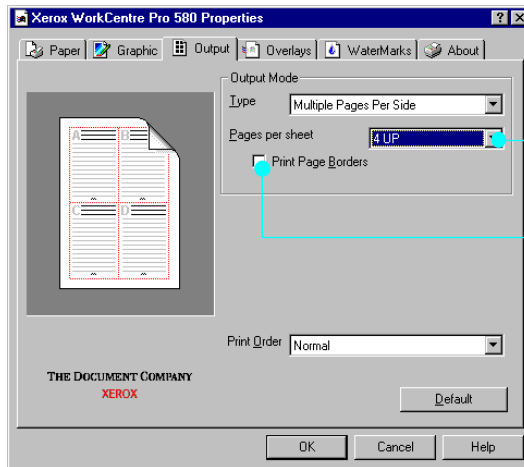 Xerox WorkCentre Pro 580 Properties
Paper Graphic Output Overlays WaterMarks About
Output Mode
Type Multiple Pages Per Side
Pages per sheet 4 UP
Print Page Borders
A B
C D
Print Order Normal
THE DOCUMENT COMPANY
XEROX
Default
OK Cancel Help